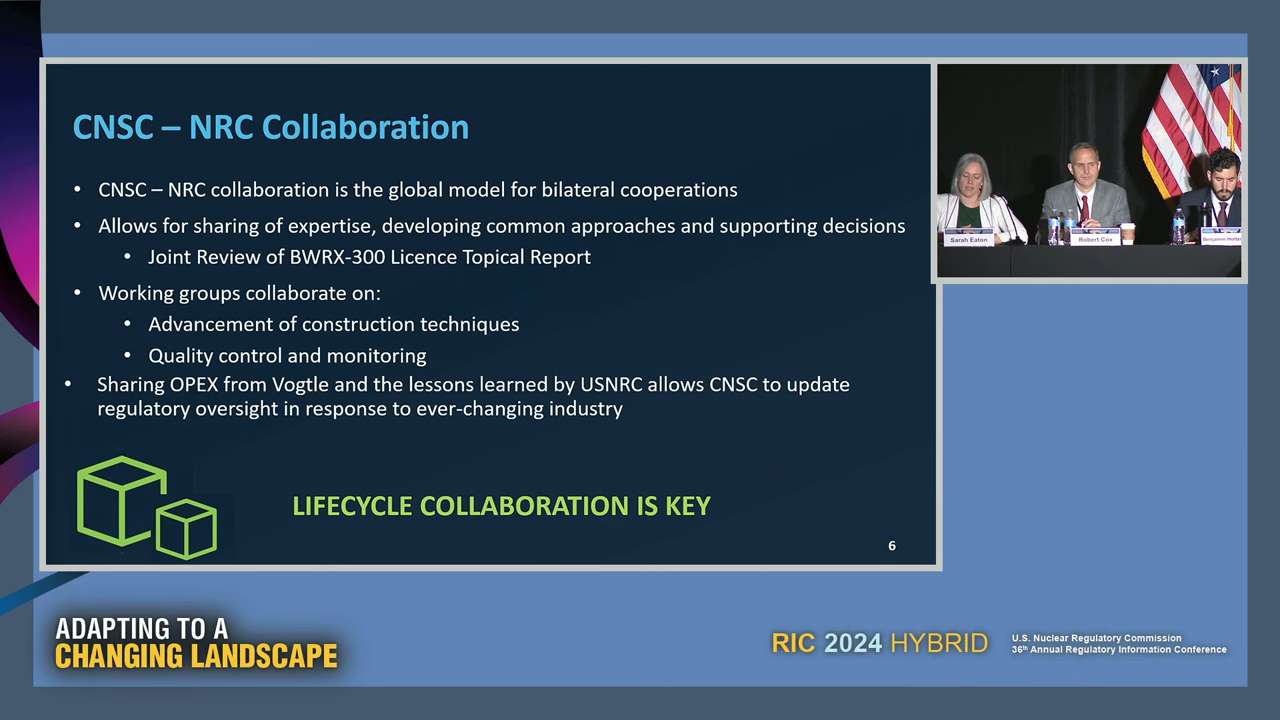 CNSC – NRC Collaboration
• CNSC – NRC collaboration is the global model for bilateral cooperations
• Allows for sharing of expertise, developing common approaches and supporting decisions
• Joint Review of BWRX-300 Licence Topical Report
• Working groups collaborate on:
• Advancement of construction techniques
• Quality control and monitoring
• Sharing OPEX from Vogtle and the lessons learned by USNRC allows CNSC to update
regulatory oversight in response to ever-changing industry
LIFECYCLE COLLABORATION IS KEY
6
Sarah Eaton
Robert Cox
Benjamin
ADAPTING TO A
CHANGING LANDSCAPE
RIC 2024 HYBRID
U.S. Nuclear Regulatory Commission
36th Annual Regulatory Information Conference